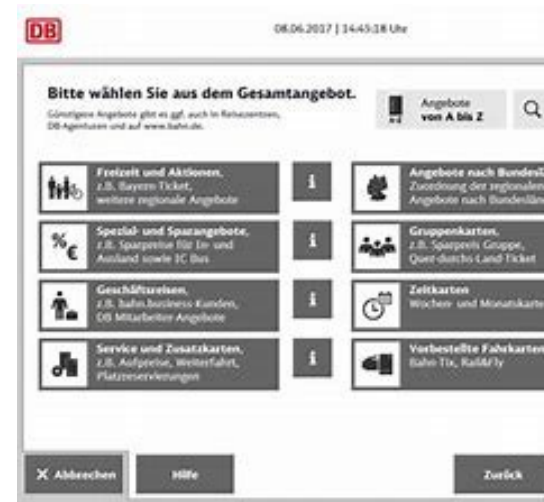 DB
08.06.2017 | 14:45:18 Uhr
Bitte wählen Sie aus dem Gesamtangebot.
Günstigere Angebote gibt es ggf. auch in Reisezentren,
DB Agenturen und auf www.bahn.de.
Angebote
von A bis Z
A-Z
Freizeit und Aktionen,
z.B. Bayern-Ticket,
weitere regionale Angebote
i
Angebote nach Bundeslä
Zuordnung der regionalen
Angebote nach Bundeslän
% €
Spezial- und Sparangebote,
z.B. Sparpreise für In- und
Ausland sowie IC Bus
i
Gruppenkarten,
z.B. Sparpreis Gruppe,
Quer-durchs-Land-Ticket
Geschäftsreisen,
z.B. bahn.business-Kunden,
DB Mitarbeiter-Angebote
i
Zeitkarten
Wochen- und Monatskarte
Service und Zusatzkarten,
z.B. Aufpreise, Weiterfahrt,
Platzreservierungen
i
Vorbestellte Fahrkarten
Bahn-Tix, Rail&Fly
X Abbrechen
Hilfe
Zurück